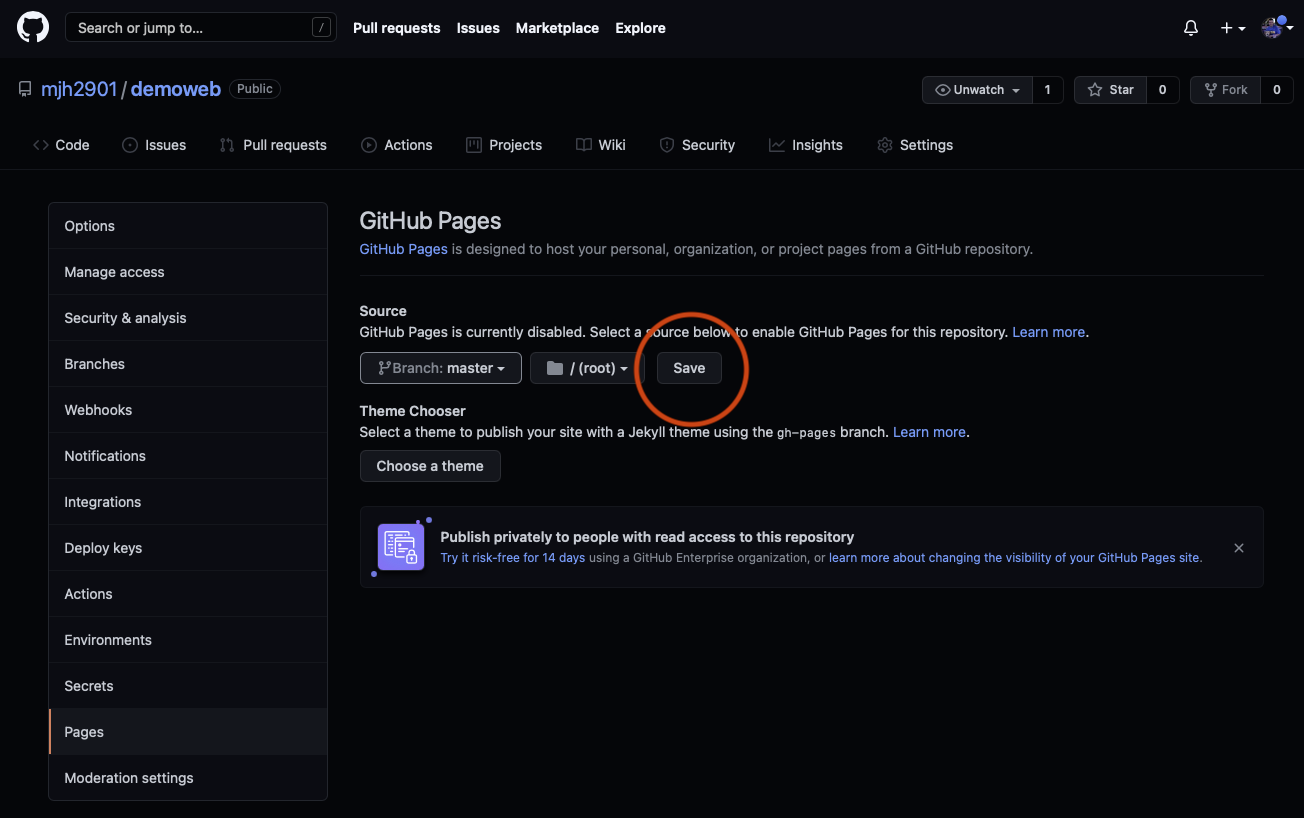 Search or jump to... /
Pull requests Issues Marketplace Explore
mjh2901 / demoweb Public
Unwatch 1 Star 0 Fork 0
Code Issues Pull requests Actions Projects Wiki Security Insights Settings
Options
Manage access
Security & analysis
Branches
Webhooks
Notifications
Integrations
Deploy keys
Actions
Environments
Secrets
Pages
Moderation settings
GitHub Pages
GitHub Pages is designed to host your personal, organization, or project pages from a GitHub repository.
Source
GitHub Pages is currently disabled. Select a source below to enable GitHub Pages for this repository. Learn more.
Branch: master / (root) Save
Theme Chooser
Select a theme to publish your site with a Jekyll theme using the gh-pages branch. Learn more.
Choose a theme
Publish privately to people with read access to this repository
Try it risk-free for 14 days using a GitHub Enterprise organization, or learn more about changing the visibility of your GitHub Pages site.